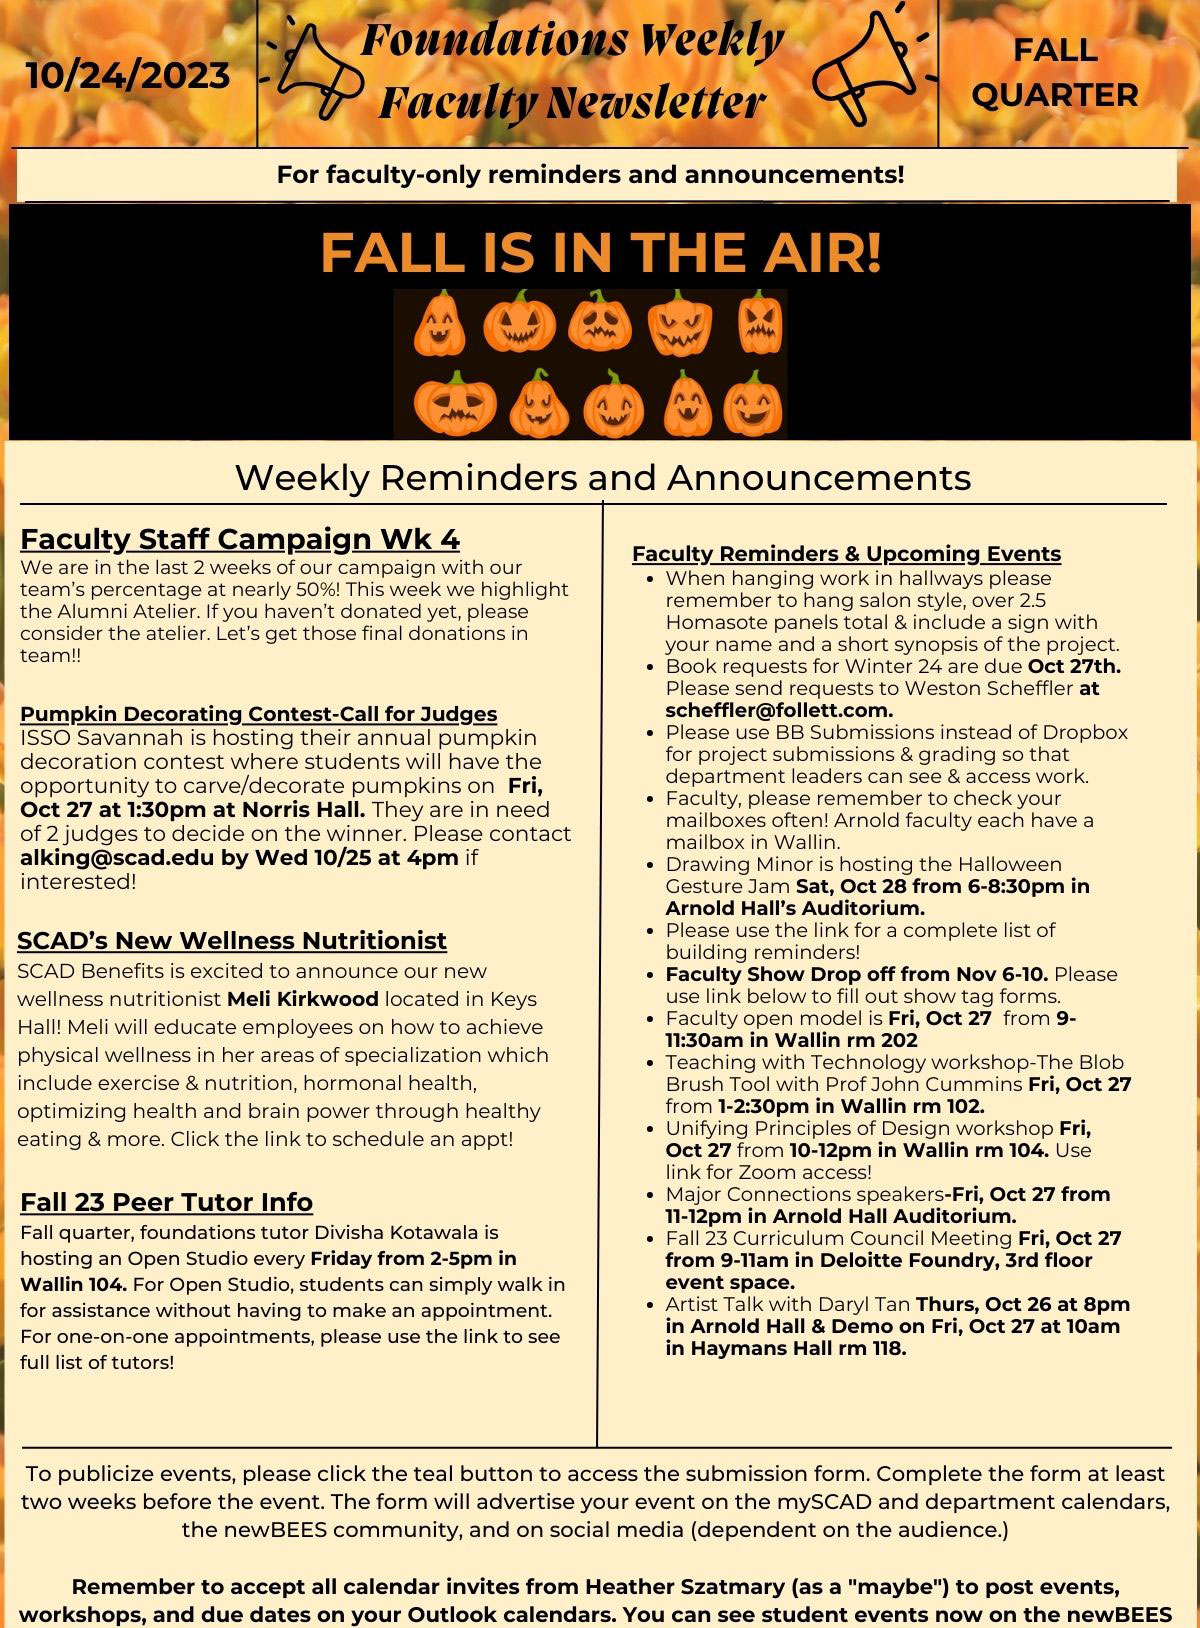 10/24/2023
Foundations Weekly
Faculty Newsletter
FALL
QUARTER
For faculty-only reminders and announcements!
FALL IS IN THE AIR!
Weekly Reminders and Announcements
Faculty Staff Campaign Wk 4
We are in the last 2 weeks of our campaign with our
team's percentage at nearly 50%! This week we highlight
the Alumni Atelier. If you haven't donated yet, please
consider the atelier. Let's get those final donations in
team!!
Pumpkin Decorating Contest-Call for Judges
ISSO Savannah is hosting their annual pumpkin
decoration contest where students will have the
opportunity to carve/decorate pumpkins on Fri,
Oct 27 at 1:30pm at Norris Hall. They are in need
of 2 judges to decide on the winner. Please contact
alking@scad.edu by Wed 10/25 at 4pm if
interested!
SCAD's New Wellness Nutritionist
SCAD Benefits is excited to announce our new
wellness nutritionist Meli Kirkwood located in Keys
Hall! Meli will educate employees on how to achieve
physical wellness in her areas of specialization which
include exercise & nutrition, hormonal health,
optimizing health and brain power through healthy
eating & more. Click the link to schedule an appt!
Fall 23 Peer Tutor Info
Fall quarter, foundations tutor Divisha Kotawala is
hosting an Open Studio every Friday from 2-5pm in
Wallin 104. For Open Studio, students can simply walk in
for assistance without having to make an appointment.
For one-on-one appointments, please use the link to see
full list of tutors!
Faculty Reminders & Upcoming Events
• When hanging work in hallways please
remember to hang salon style, over 2.5
Homasote panels total & include a sign with
your name and a short synopsis of the project.
• Book requests for Winter 24 are due Oct 27th.
Please send requests to Weston Scheffler at
scheffler@follett.com.
• Please use BB Submissions instead of Dropbox
for project submissions & grading so that
department leaders can see & access work.
• Faculty, please remember to check your
mailboxes often! Arnold faculty each have a
mailbox in Wallin.
• Drawing Minor is hosting the Halloween
Gesture Jam Sat, Oct 28 from 6-8:30pm in
Arnold Hall's Auditorium.
• Please use the link for a complete list of
building reminders!
• Faculty Show Drop off from Nov 6-10. Please
use link below to fill out show tag forms.
• Faculty open model is Fri, Oct 27 from 9-
11:30am in Wallin rm 202
• Teaching with Technology workshop-The Blob
Brush Tool with Prof John Cummins Fri, Oct 27
from 1-2:30pm in Wallin rm 102.
• Unifying Principles of Design workshop Fri,
Oct 27 from 10-12pm in Wallin rm 104. Use
link for Zoom access!
• Major Connections speakers-Fri, Oct 27 from
11-12pm in Arnold Hall Auditorium.
• Fall 23 Curriculum Council Meeting Fri, Oct 27
from 9-11am in Deloitte Foundry, 3rd floor
event space.
• Artist Talk with Daryl Tan Thurs, Oct 26 at 8pm
in Arnold Hall & Demo on Fri, Oct 27 at 10am
in Haymans Hall rm 118.
To publicize events, please click the teal button to access the submission form. Complete the form at least
two weeks before the event. The form will advertise your event on the mySCAD and department calendars,
the newBEES community, and on social media (dependent on the audience.)
Remember to accept all calendar invites from Heather Szatmary (as a "maybe") to post events,
workshops, and due dates on your Outlook calendars. You can see student events now on the newBEES